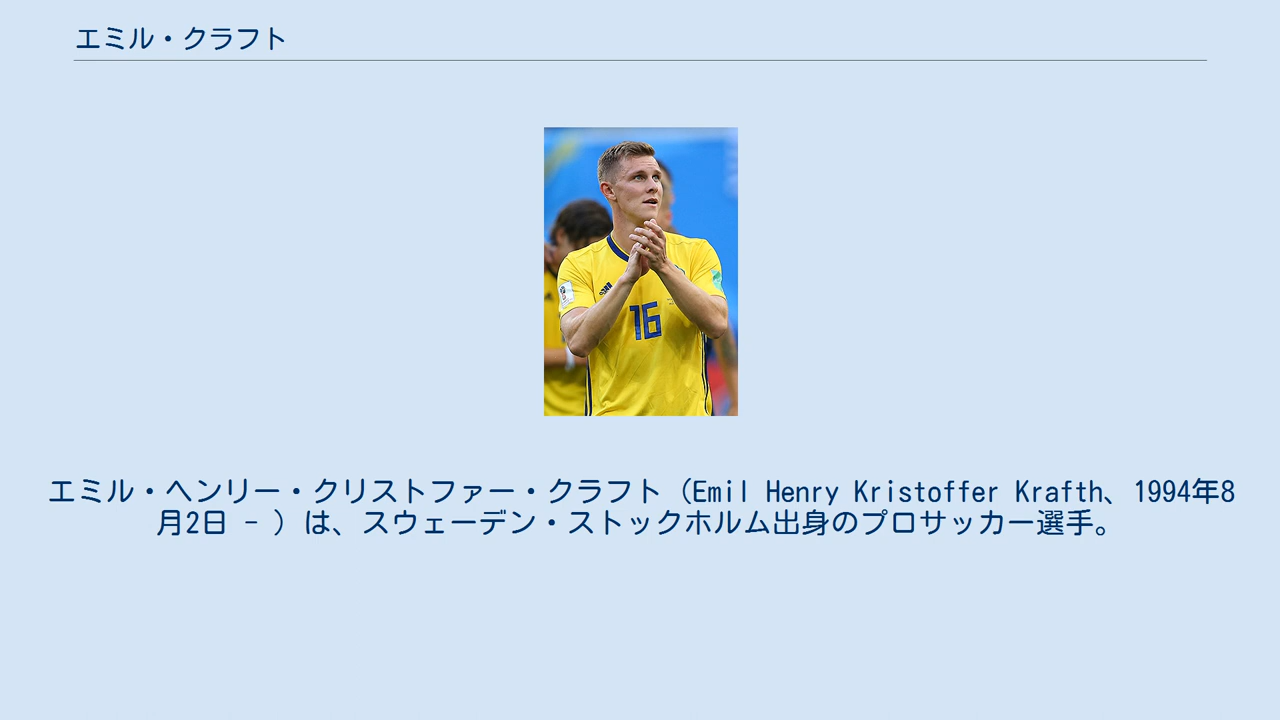 エミル・クラフト
16
エミル・ヘンリー・クリストファー・クラフト（Emil Henry Kristoffer Krafth、1994年8
月2日 - ）は、スウェーデン・ストックホルム出身のプロサッカー選手。